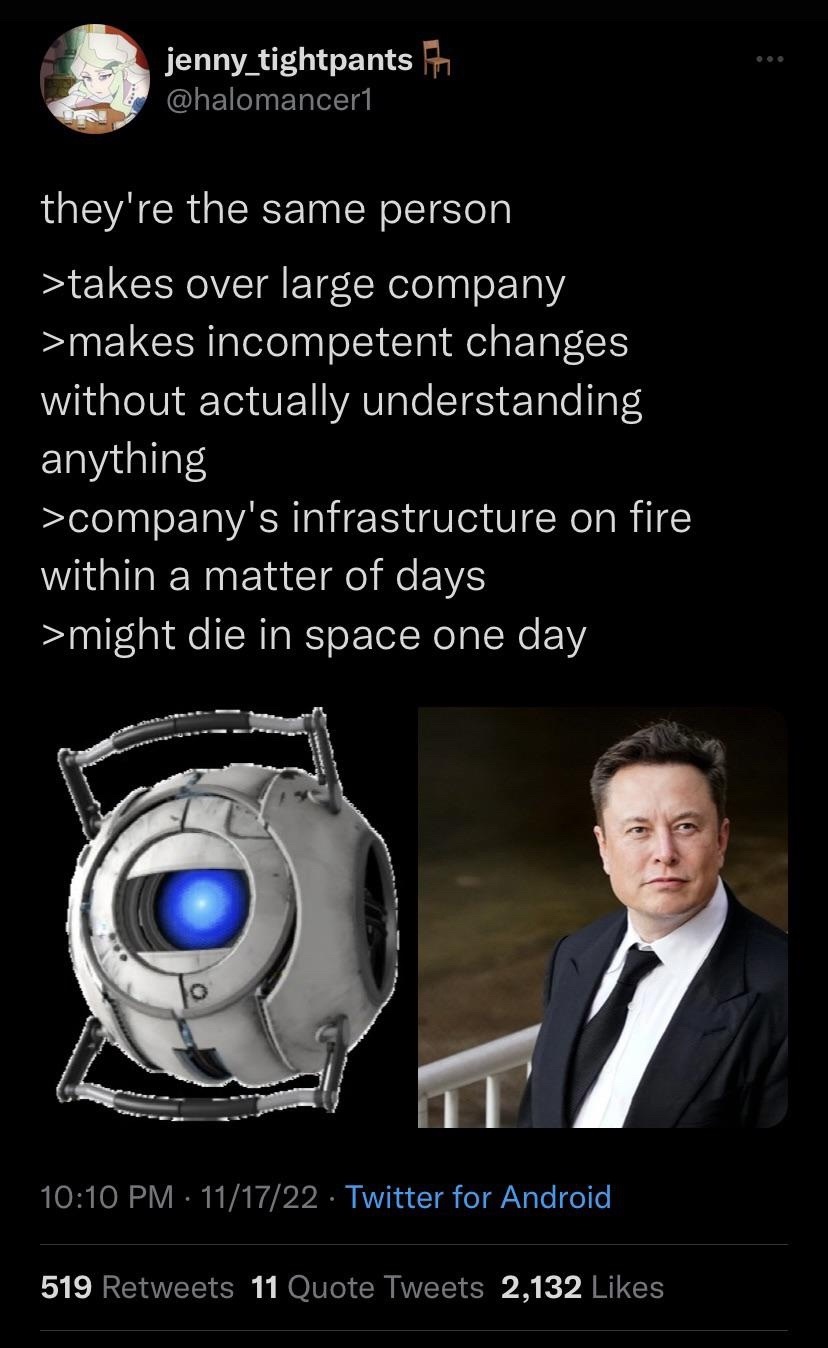 jenny_tightpants🪑
@halomancer1
they're the same person
>takes over large company
>makes incompetent changes
without actually understanding
anything
>company's infrastructure on fire
within a matter of days
>might die in space one day
10:10 PM · 11/17/22 · Twitter for Android
519 Retweets 11 Quote Tweets 2,132 Likes